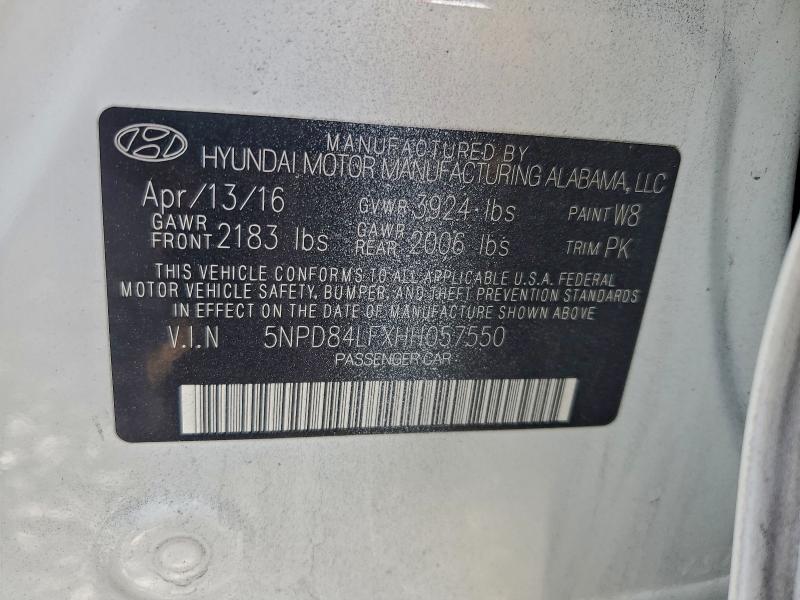 MANUFACTURED BY
HYUNDAI MOTOR MANUFACTURING ALABAMA, LLC
Apr/13/16 GVWR 3924 lbs PAINT W8
GAWR FRONT 2183 lbs GAWR REAR 2006 lbs TRIM PK
THIS VEHICLE CONFORMS TO ALL APPLICABLE U.S.A. FEDERAL
MOTOR VEHICLE SAFETY, BUMPER, AND THEFT PREVENTION STANDARDS
IN EFFECT ON THE DATE OF MANUFACTURE SHOWN ABOVE
V.I.N 5NPD84LFXHH057550
PASSENGER CAR